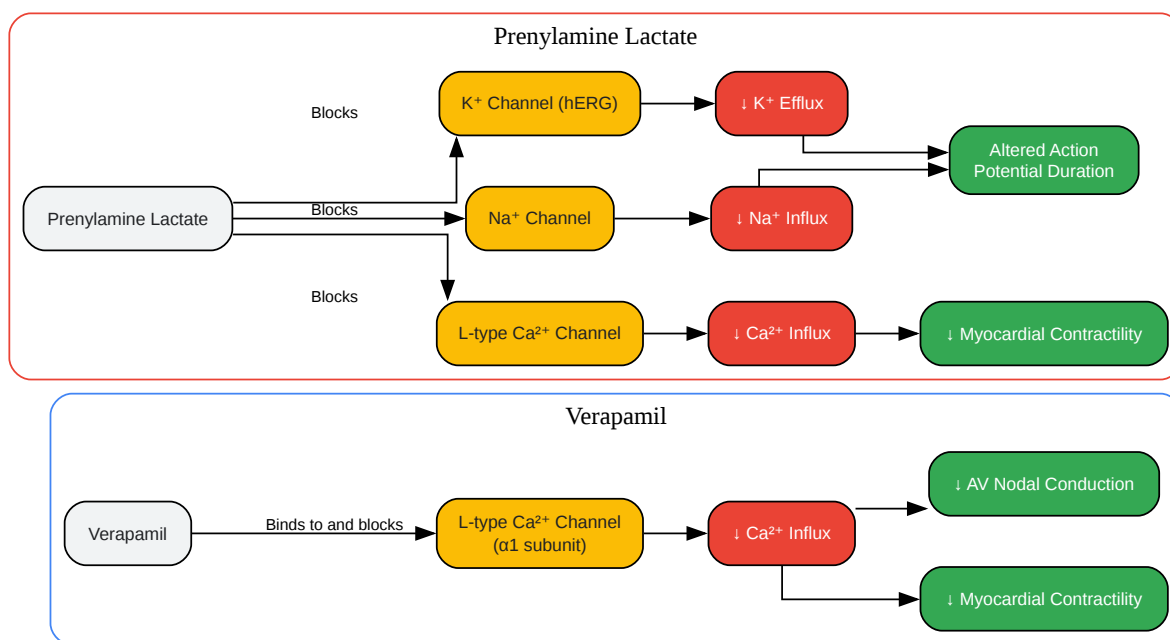 Prenylamine Lactate
Blocks
K⁺ Channel (hERG)
↓ K⁺ Efflux
Altered Action
Potential Duration
Prenylamine Lactate
Blocks
Na⁺ Channel
↓ Na⁺ Influx
Blocks
L-type Ca²⁺ Channel
↓ Ca²⁺ Influx
↓ Myocardial Contractility
Verapamil
↓ AV Nodal Conduction
Verapamil
Binds to and blocks
L-type Ca²⁺ Channel
(α1 subunit)
↓ Ca²⁺ Influx
↓ Myocardial Contractility